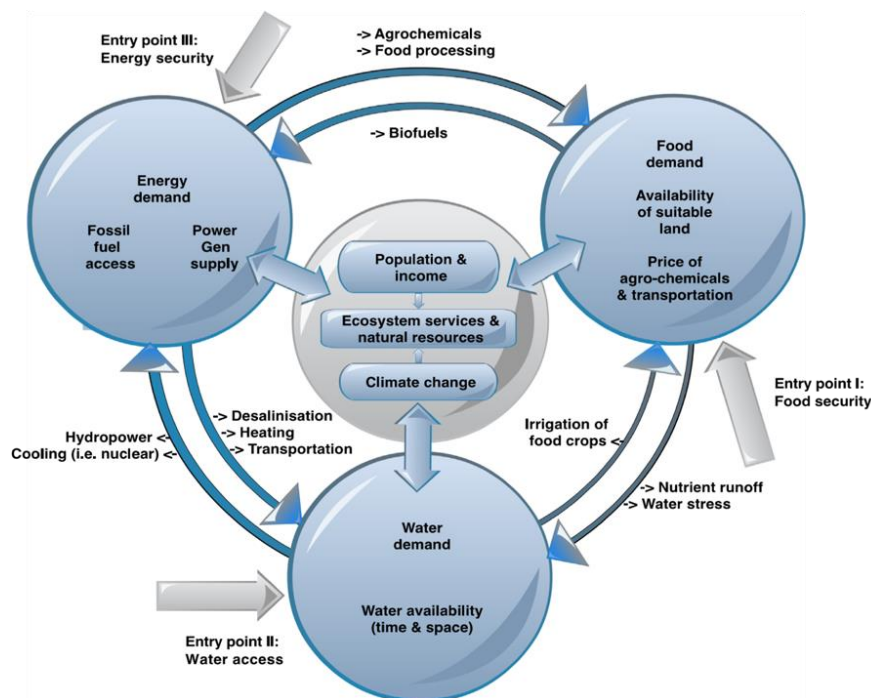 Entry point III:
Energy security
-> Agrochemicals
-> Food processing
-> Biofuels
Energy
demand
Fossil
fuel
access
Power
Gen
supply
Food
demand
Availability
of suitable
land
Price of
agro-chemicals
& transportation
Population &
income
Ecosystem services &
natural resources
Climate change
Entry point I:
Food security
-> Desalinisation
-> Heating
-> Transportation
Hydropower <-
Cooling (i.e. nuclear) <-
Irrigation of
food crops <-
-> Nutrient runoff
-> Water stress
Water
demand
Water availability
(time & space)
Entry point II:
Water access